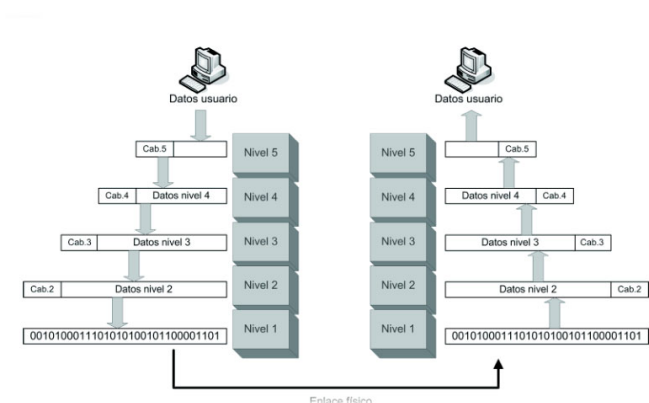 Datos usuario
Cab.5
Nivel 5
Cab.4 Datos nivel 4
Nivel 4
Cab.3 Datos nivel 3
Nivel 3
Cab.2 Datos nivel 2
Nivel 2
0010100011101010100101100001101
Nivel 1
Datos usuario
Nivel 5
Cab.5
Nivel 4
Datos nivel 4 Cab.4
Nivel 3
Datos nivel 3 Cab.3
Nivel 2
Datos nivel 2 Cab.2
Nivel 1
0010100011101010100101100001101
Enlace físico